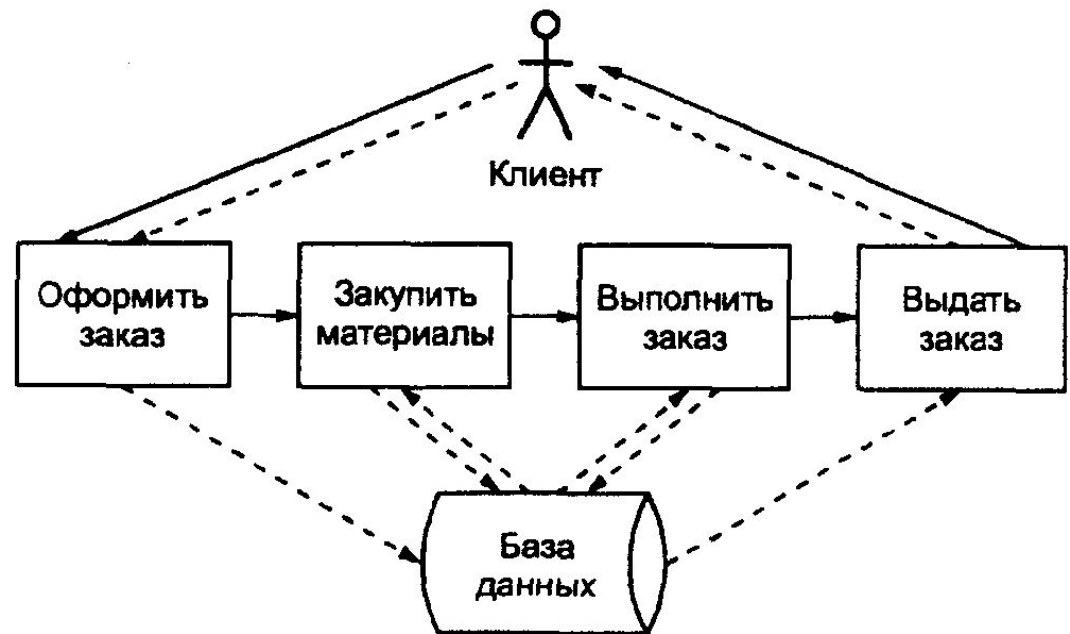 Клиент
Оформить
заказ
Закупить
материалы
Выполнить
заказ
Выдать
заказ
База
данных